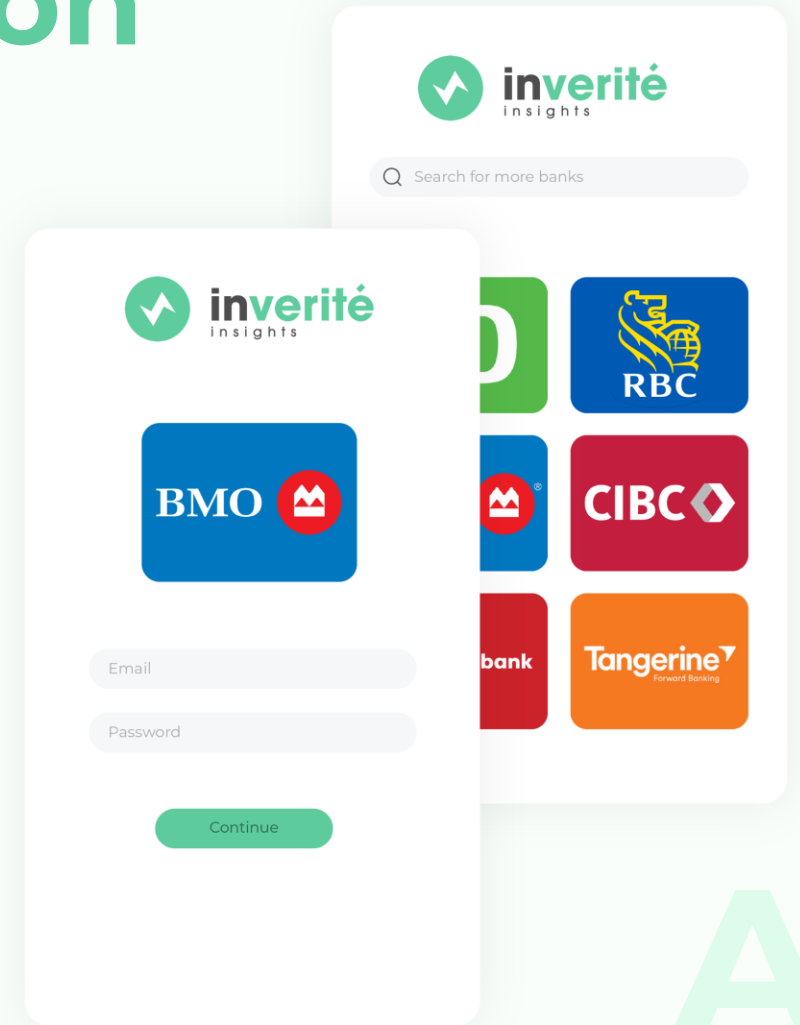 on
inverité
insights
Search for more banks
RBC
CIBC
bank
Tangerine
Forward Banking
inverité
insights
BMO
®
Email
Password
Continue
A